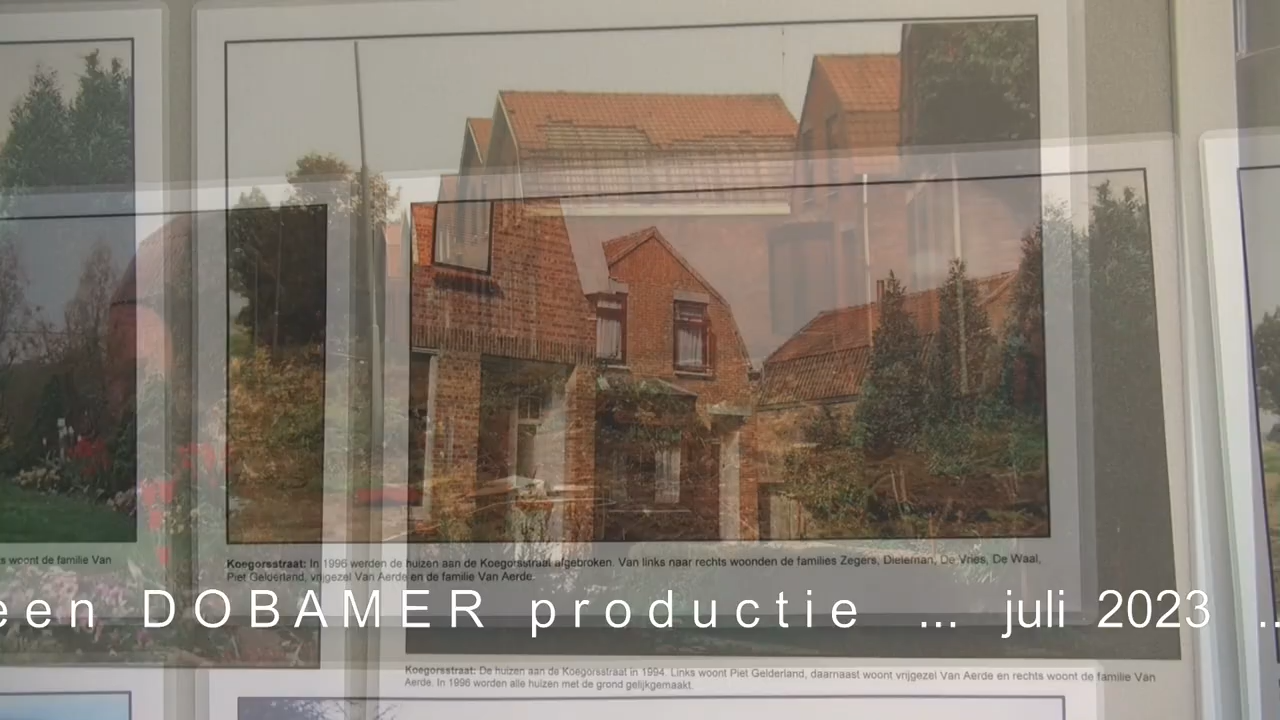 s woont de familie Van
Koegorsstraat: In 1996 werden de huizen aan de Koegorsstraat afgebroken. Van links naar rechts woonden de families Zegers, Dieleman, De Vries, De Waal,
Piet Gelderland, vrijgezel Van Aerde en de familie Van Aerde.
een DOBAMER productie ... juli 2023 ..
Koegorsstraat: De huizen aan de Koegorsstraat in 1994. Links woont Piet Gelderland, daarnaast woont vrijgezel Van Aerde en rechts woont de familie Van
Aerde. In 1996 worden alle huizen met de grond gelijkgemaakt.